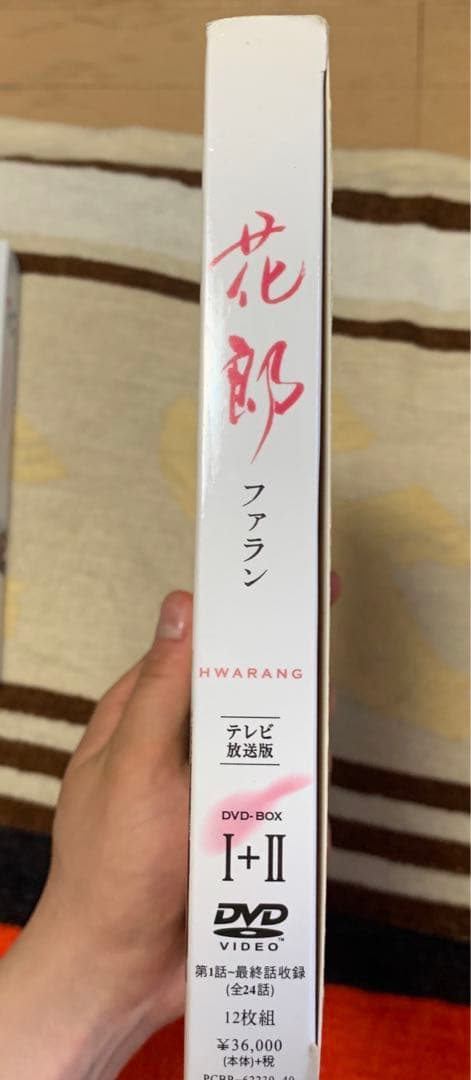 花郎
ファラン
HWARANG
テレビ
放送版
DVD-BOX
I+II
DVD
VIDEO™
第1話~最終話収録
(全24話)
12枚組
¥36,000
(本体)+税